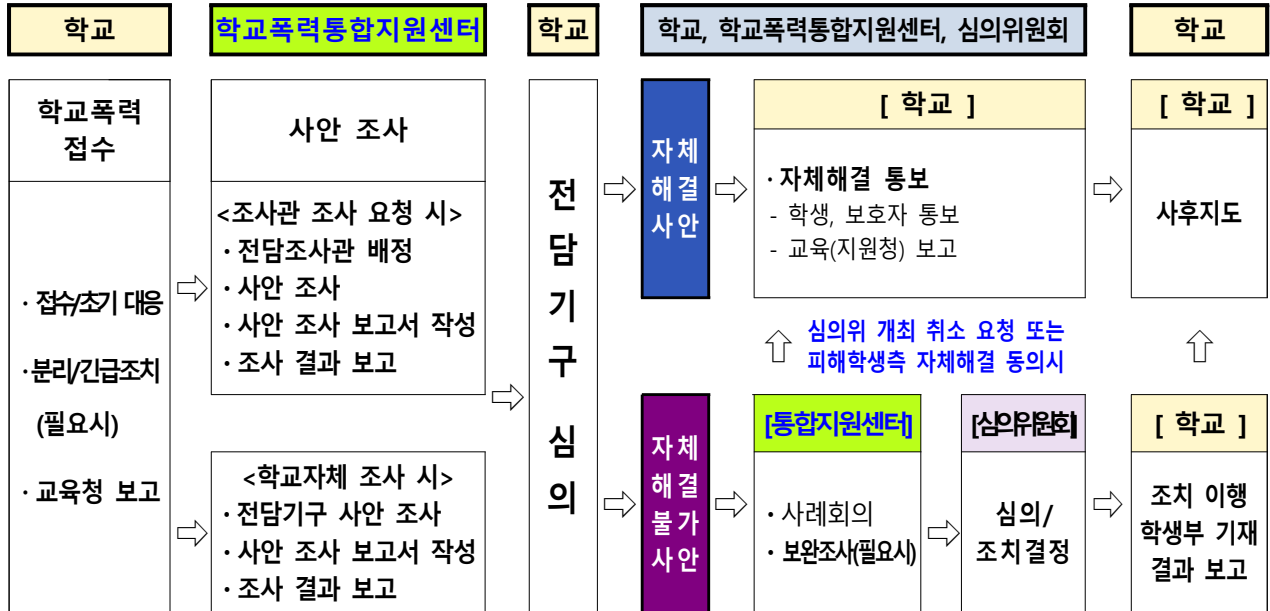 학교
학교폭력통합지원센터
학교
학교, 학교폭력통합지원센터, 심의위원회
학교
학교폭력
접수
· 접수/초기 대응
·분리/긴급조치
(필요시)
· 교육청 보고
사안 조사
<조사관 조사 요청 시>
· 전담조사관 배정
· 사안 조사
· 사안 조사 보고서 작성
· 조사 결과 보고
<학교자체 조사 시>
· 전담기구 사안 조사
· 사안 조사 보고서 작성
· 조사 결과 보고
전
담
기
구
심
의
자체
해결
사안
[ 학교 ]
· 자체해결 통보
- 학생, 보호자 통보
- 교육(지원청) 보고
[ 학교 ]
사후지도
심의위 개최 취소 요청 또는
피해학생측 자체해결 동의시
자체
해결
불가
사안
[통합지원센터]
· 사례회의
· 보완조사(필요시)
[심의위원회]
심의/
조치결정
[ 학교 ]
조치 이행
학생부 기재
결과 보고